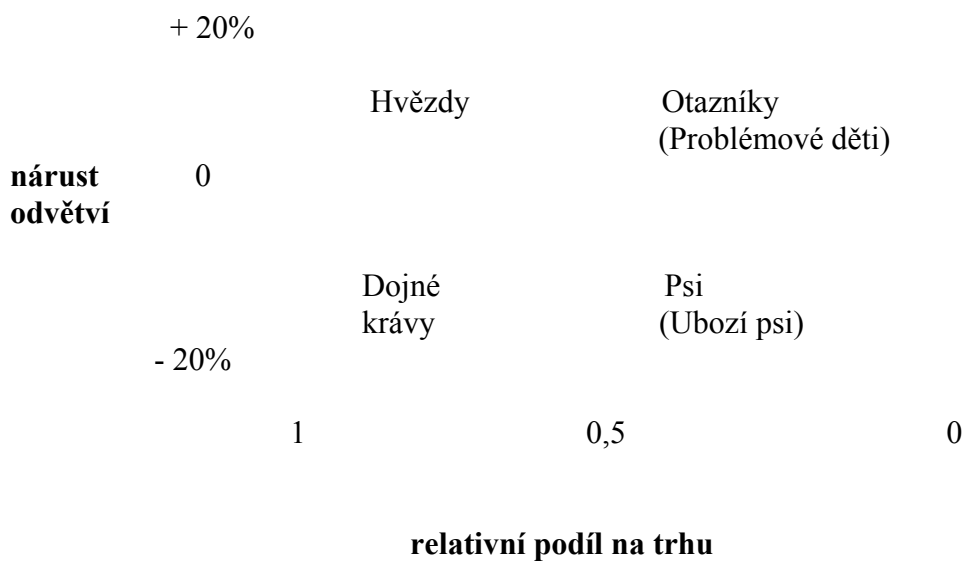 + 20%
Hvězdy Otazníky
(Problémové děti)
nárust 0
odvětví
Dojné Psi
krávy (Ubozí psi)
- 20%
1 0,5 0
relativní podíl na trhu